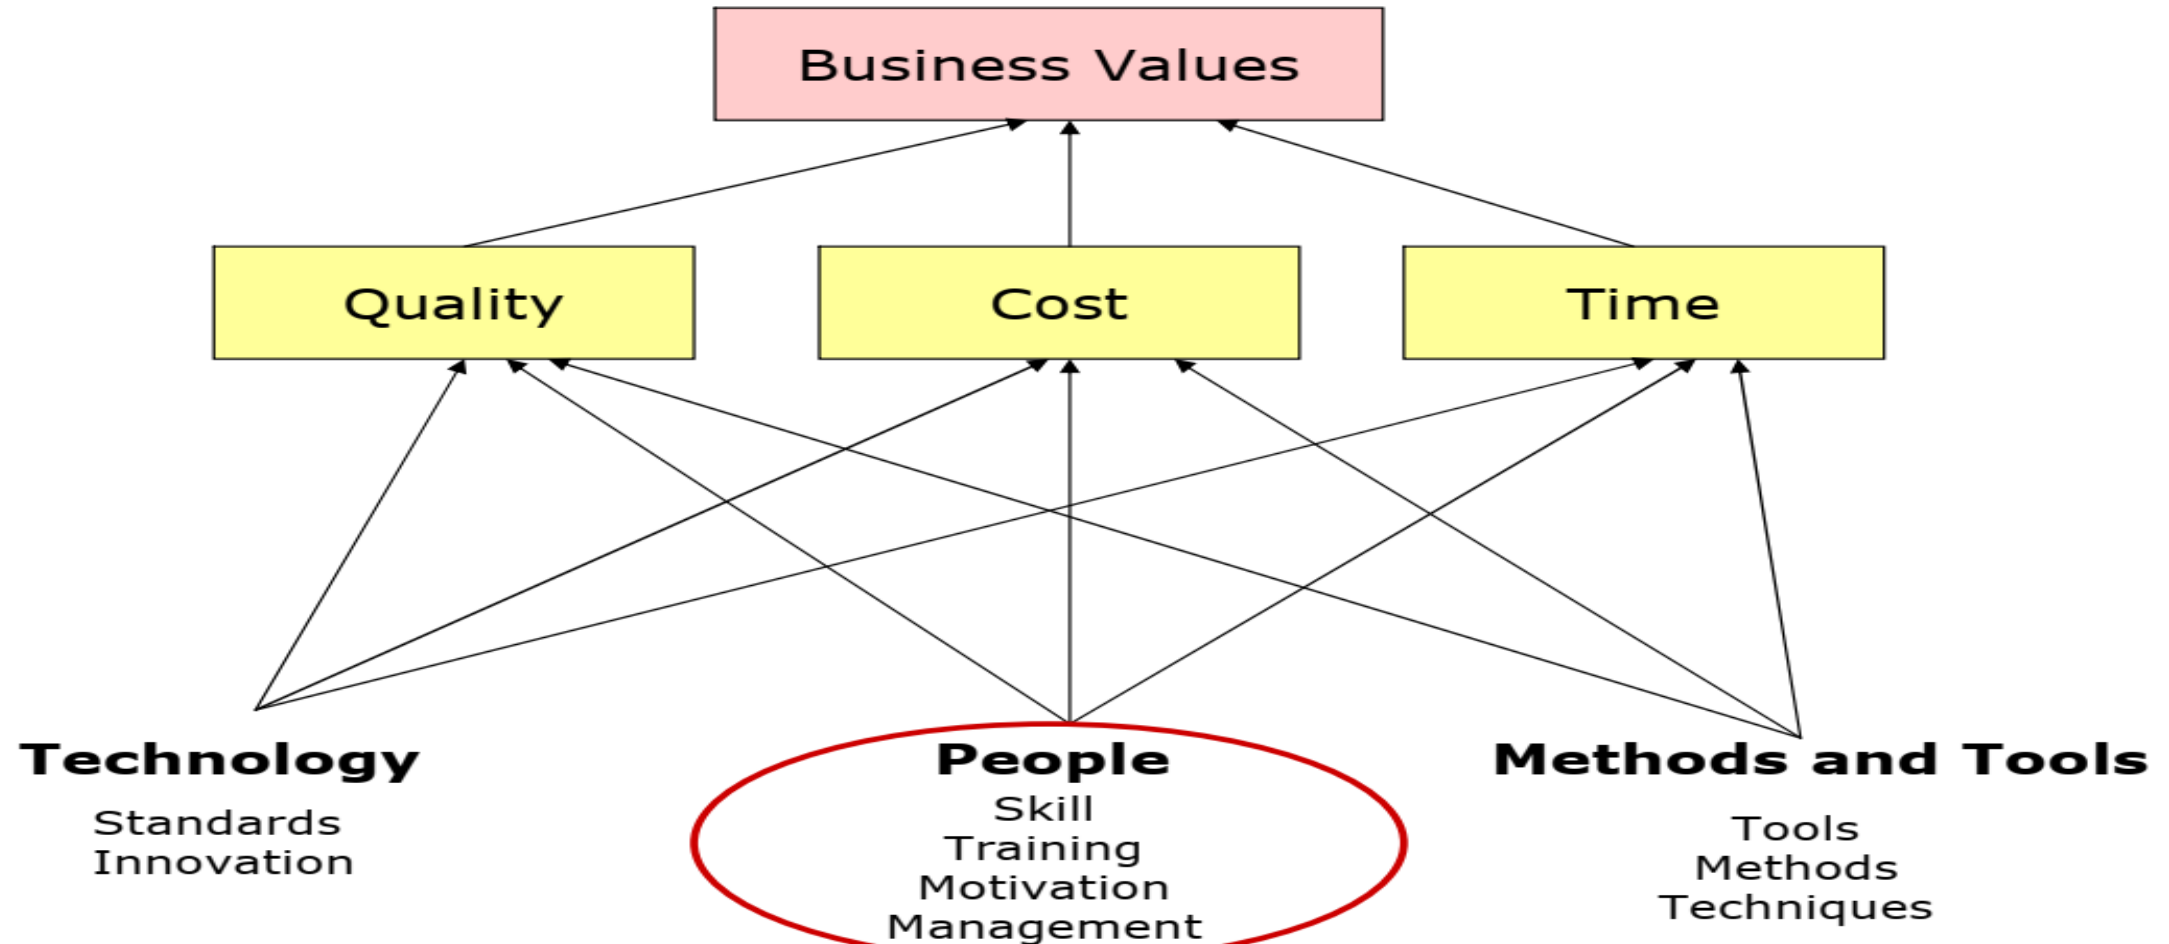 Business Values
Quality
Cost
Time
Technology
Standards
Innovation
People
Skill
Training
Motivation
Management
Methods and Tools
Tools
Methods
Techniques